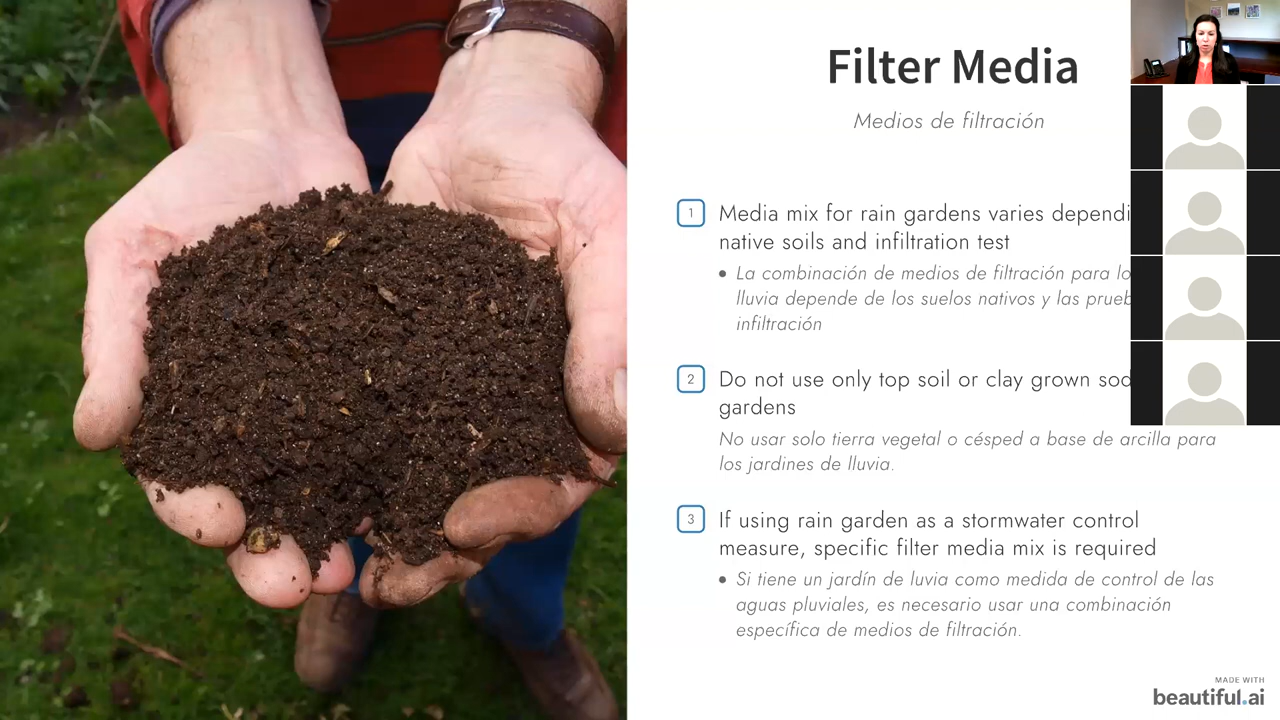 Filter Media
Medios de filtración
1
Media mix for rain gardens varies
native soils and infiltration test
• La combinación de medios de filtración para
lluvia depende de los suelos nativos y las
infiltración
2
Do not use only top soil or clay grown
gardens
No usar solo tierra vegetal o césped a base de arcilla para
los jardines de lluvia.
3
If using rain garden as a stormwater control
measure, specific filter media mix is required
• Si tiene un jardín de luvia como medida de control de las
aguas pluviales, es necesario usar una combinación
específica de medios de filtración.
MADE WITH
beautiful.ai